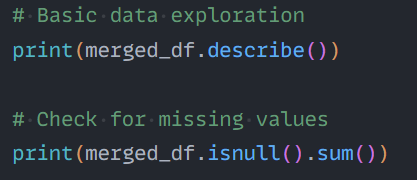 # Basic data exploration
print(merged_df.describe())
# Check for missing values
print(merged_df.isnull().sum())